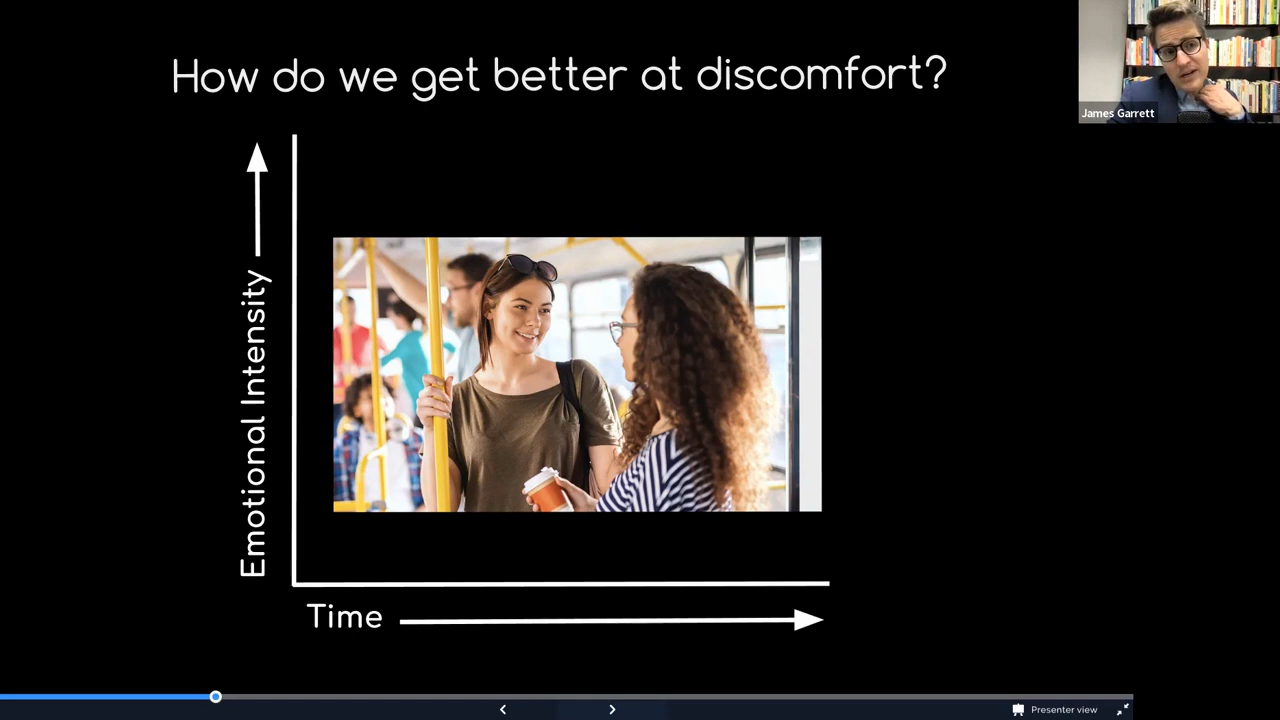 How do we get better at discomfort?
James Garrett
Emotional Intensity
Time
Presenter view